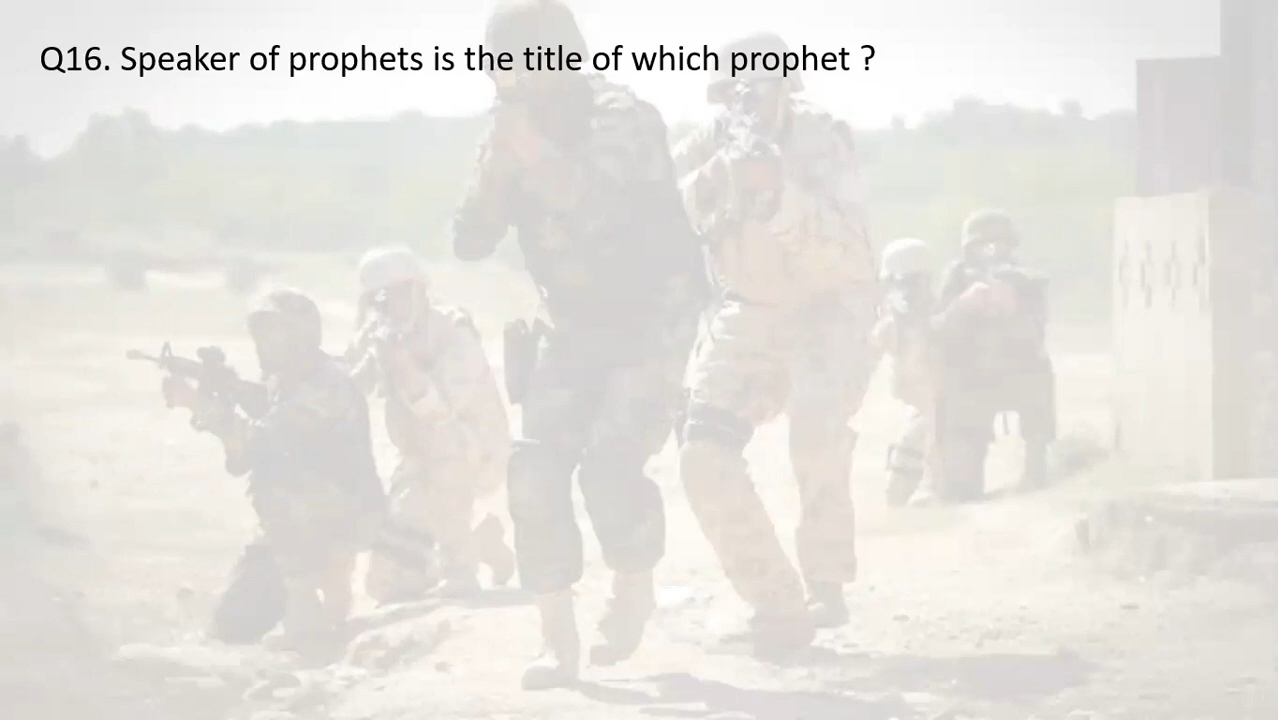 Q16. Speaker of prophets is the title of which prophet ?